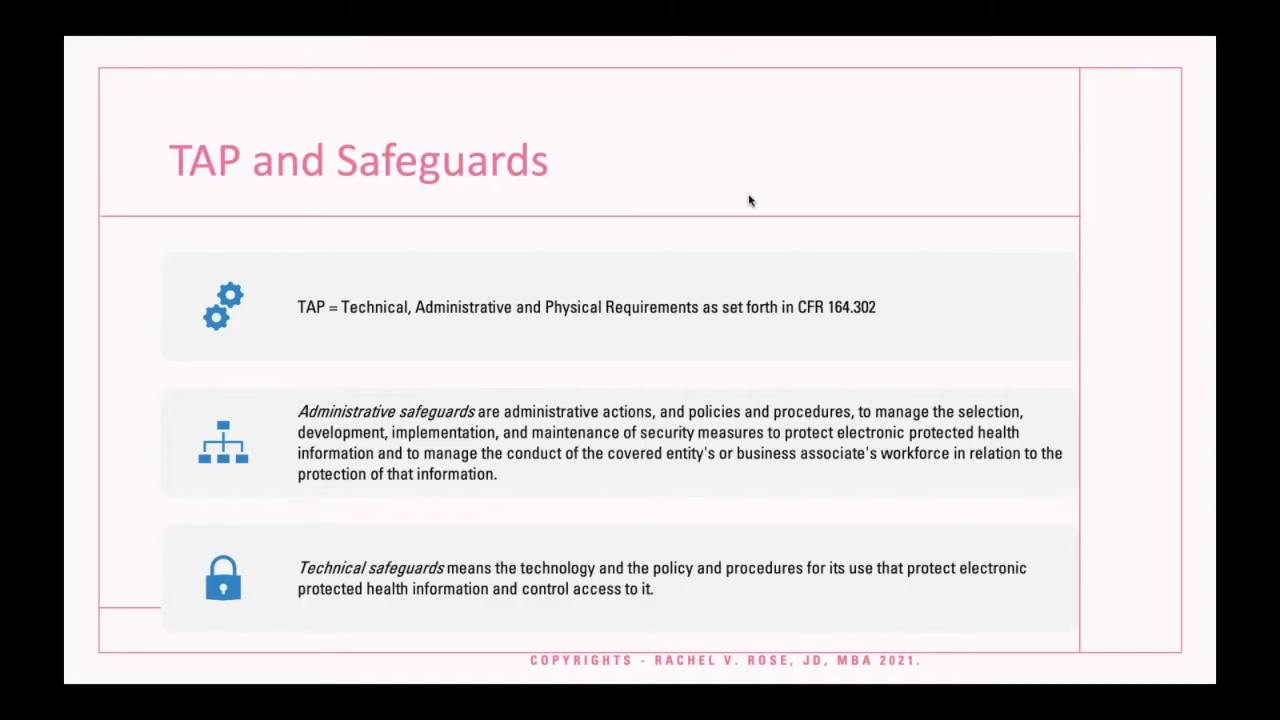 TAP and Safeguards
TAP = Technical, Administrative and Physical Requirements as set forth in CFR 164.302
Administrative safeguards are administrative actions, and policies and procedures, to manage the selection,
development, implementation, and maintenance of security measures to protect electronic protected health
information and to manage the conduct of the covered entity's or business associate's workforce in relation to the
protection of that information.
Technical safeguards means the technology and the policy and procedures for its use that protect electronic
protected health information and control access to it.
COPYRIGHTS - RACHEL V. ROSE, JD, MBA 2021.